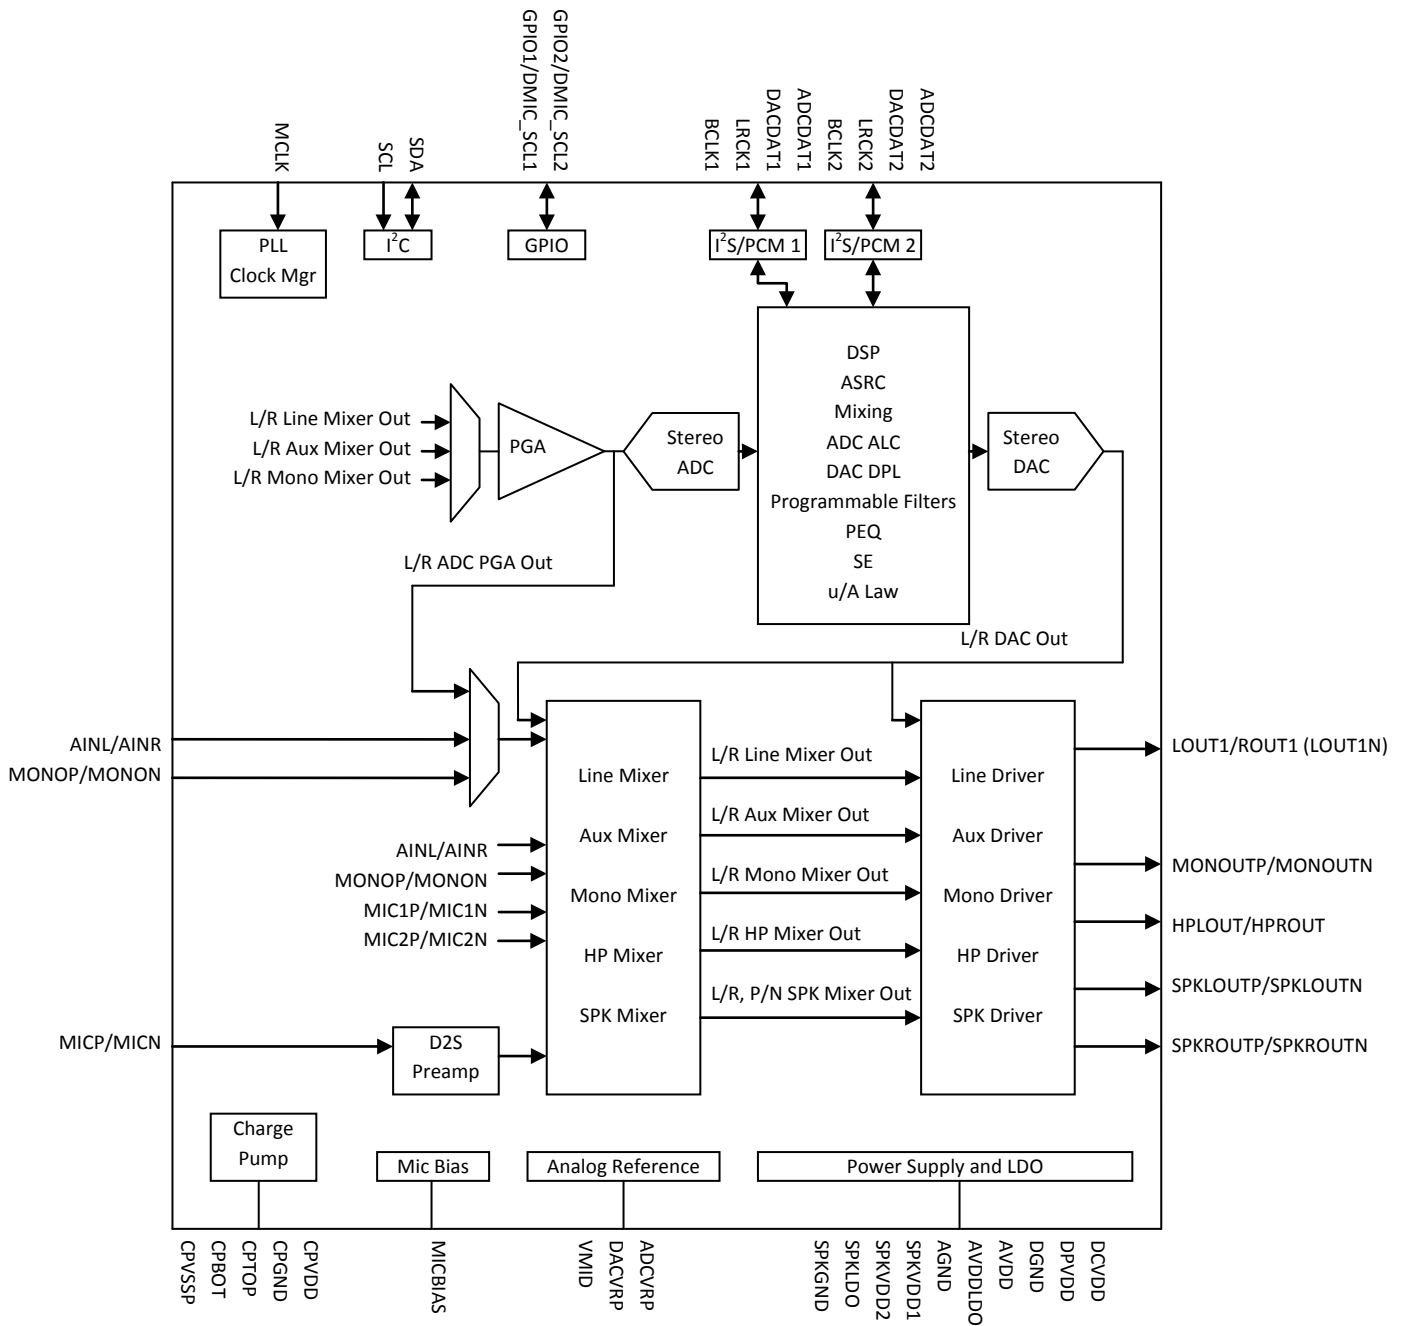 MCLK
SCL
SDA
GPIO1/DMIC_SCL1
GPIO2/DMIC_SCL2
BCLK1
LRCK1
DACDAT1
ADCDAT1
BCLK2
LRCK2
DACDAT2
ADCDAT2
PLL
Clock Mgr
I²C
GPIO
I²S/PCM 1
I²S/PCM 2
L/R Line Mixer Out
L/R Aux Mixer Out
L/R Mono Mixer Out
PGA
Stereo
ADC
DSP
ASRC
Mixing
ADC ALC
DAC DPL
Programmable Filters
PEQ
SE
u/A Law
Stereo
DAC
L/R ADC PGA Out
L/R DAC Out
AINL/AINR
MONOP/MONON
AINL/AINR
MONOP/MONON
MIC1P/MIC1N
MIC2P/MIC2N
MICP/MICN
D2S
Preamp
Line Mixer
Aux Mixer
Mono Mixer
HP Mixer
SPK Mixer
L/R Line Mixer Out
L/R Aux Mixer Out
L/R Mono Mixer Out
L/R HP Mixer Out
L/R, P/N SPK Mixer Out
Line Driver
Aux Driver
Mono Driver
HP Driver
SPK Driver
LOUT1/ROUT1 (LOUT1N)
MONOUTP/MONOUTN
HPLOUT/HPROUT
SPKLOUTP/SPKLOUTN
SPKROUTP/SPKROUTN
Charge
Pump
Mic Bias
Analog Reference
Power Supply and LDO
CPVSSP
CPBOT
CPTOP
CPGND
CPVDD
MICBIAS
VMID
DACVRP
ADCVRP
SPKGND
SPKLDO
SPKVDD2
SPKVDD1
AGND
AVDDLDO
AVDD
DGND
DPVDD
DCVDD